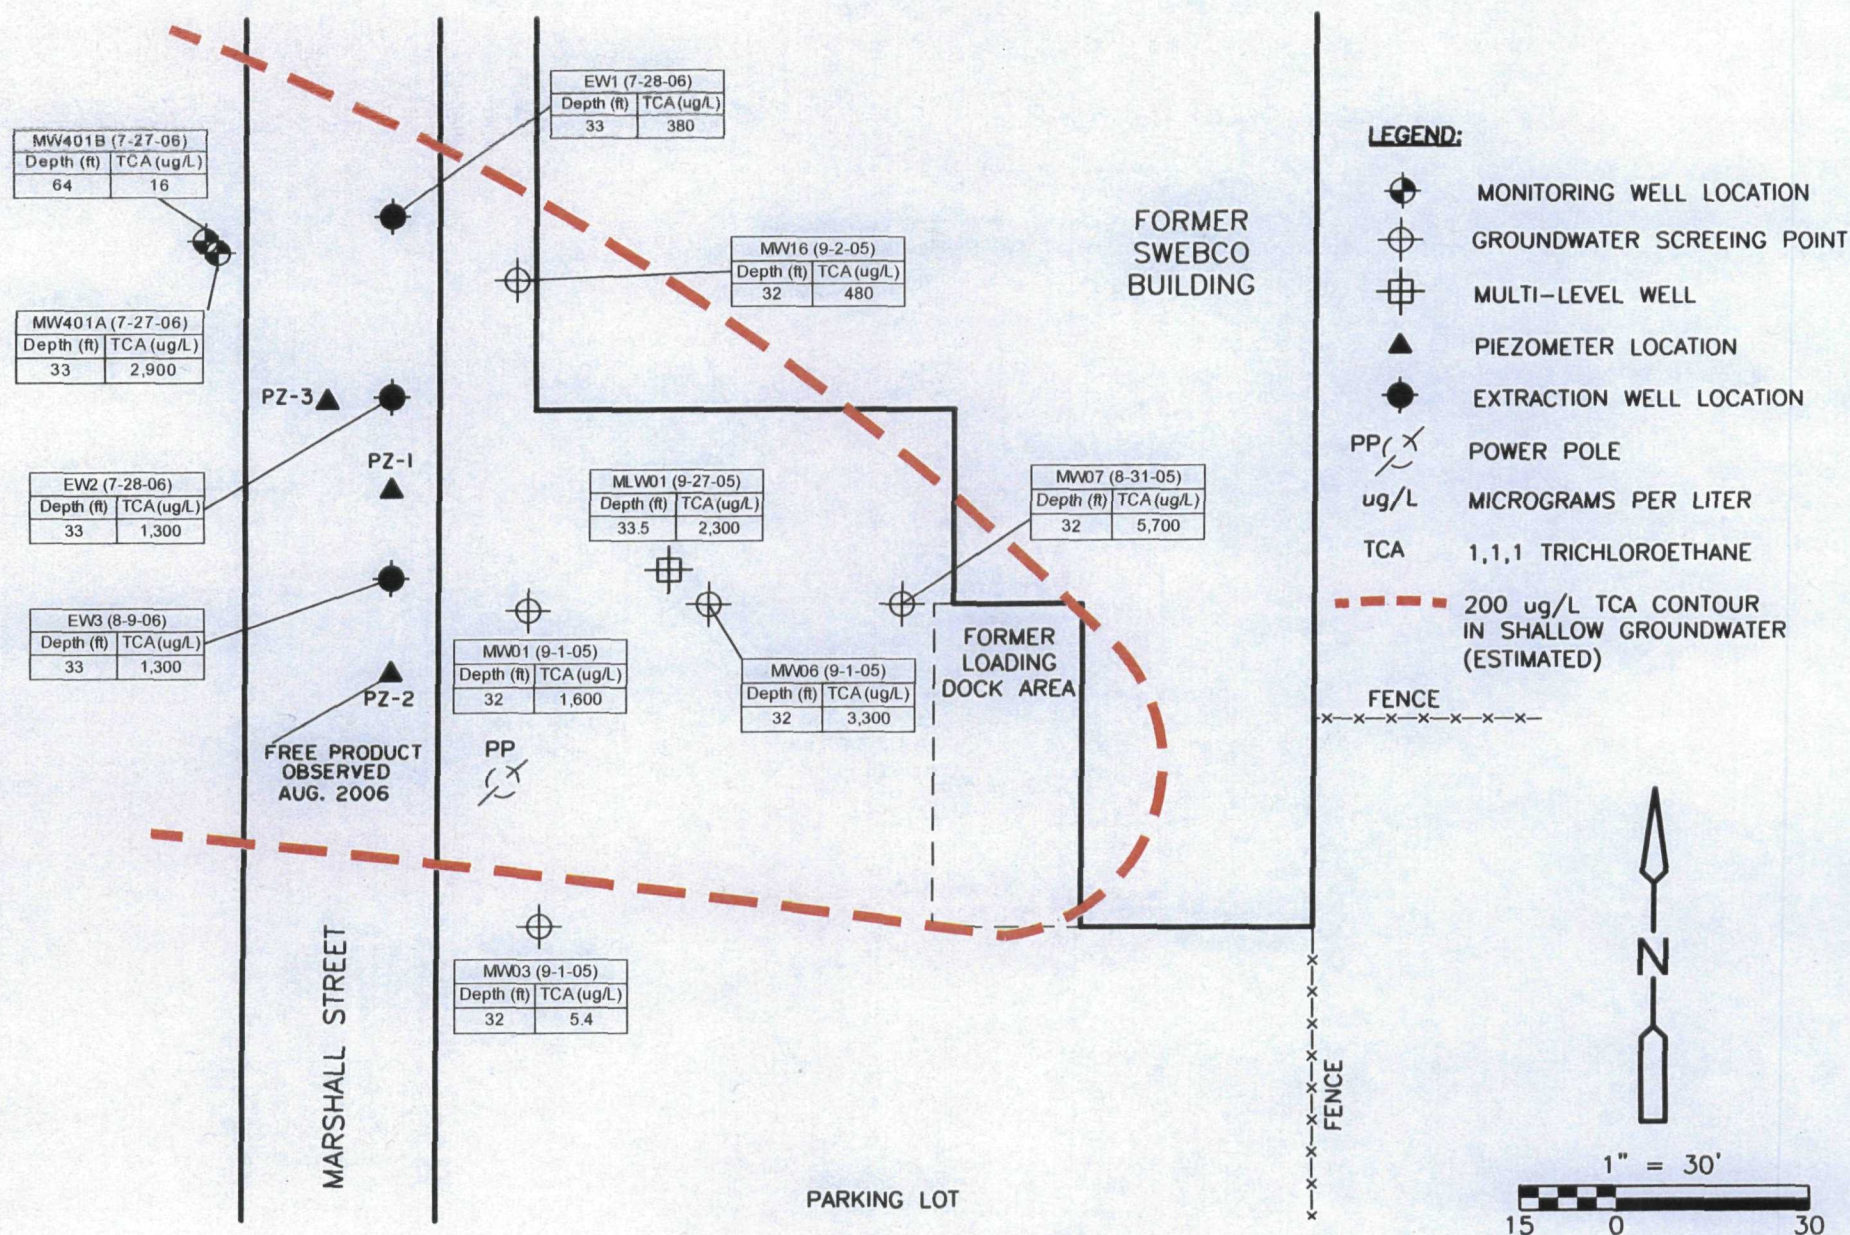 EW1 (7-28-06)
Depth (ft) TCA (ug/L)
33 380
MW401B (7-27-06)
Depth (ft) TCA (ug/L)
64 16
MW16 (9-2-05)
Depth (ft) TCA (ug/L)
32 480
MW401A (7-27-06)
Depth (ft) TCA (ug/L)
33 2,900
FORMER
SWEBCO
BUILDING
PZ-3
PZ-1
EW2 (7-28-06)
Depth (ft) TCA (ug/L)
33 1,300
MLW01 (9-27-05)
Depth (ft) TCA (ug/L)
33.5 2,300
MW07 (8-31-05)
Depth (ft) TCA (ug/L)
32 5,700
EW3 (8-9-06)
Depth (ft) TCA (ug/L)
33 1,300
MW01 (9-1-05)
Depth (ft) TCA (ug/L)
32 1,600
MW06 (9-1-05)
Depth (ft) TCA (ug/L)
32 3,300
FORMER
LOADING
DOCK AREA
PZ-2
FREE PRODUCT
OBSERVED
AUG. 2006
PP
MW03 (9-1-05)
Depth (ft) TCA (ug/L)
32 5.4
MARSHALL STREET
PARKING LOT
FENCE
LEGEND:
MONITORING WELL LOCATION
GROUNDWATER SCREEING POINT
MULTI-LEVEL WELL
PIEZOMETER LOCATION
EXTRACTION WELL LOCATION
PP POWER POLE
ug/L MICROGRAMS PER LITER
TCA 1,1,1 TRICHLOROETHANE
200 ug/L TCA CONTOUR
IN SHALLOW GROUNDWATER
(ESTIMATED)
FENCE
N
1" = 30'
15 0 30